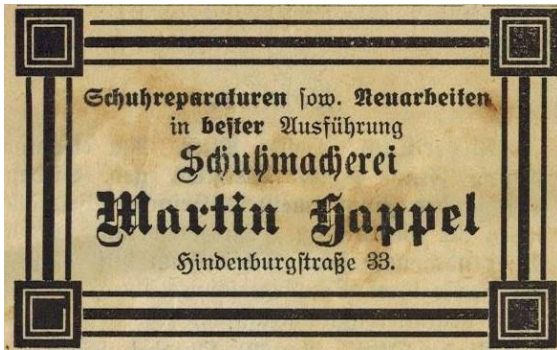 Schuhreparaturen sow. Neuarbeiten
in bester Ausführung
Schuhmacherei
Martin Happel
Hindenburgstraße 33.